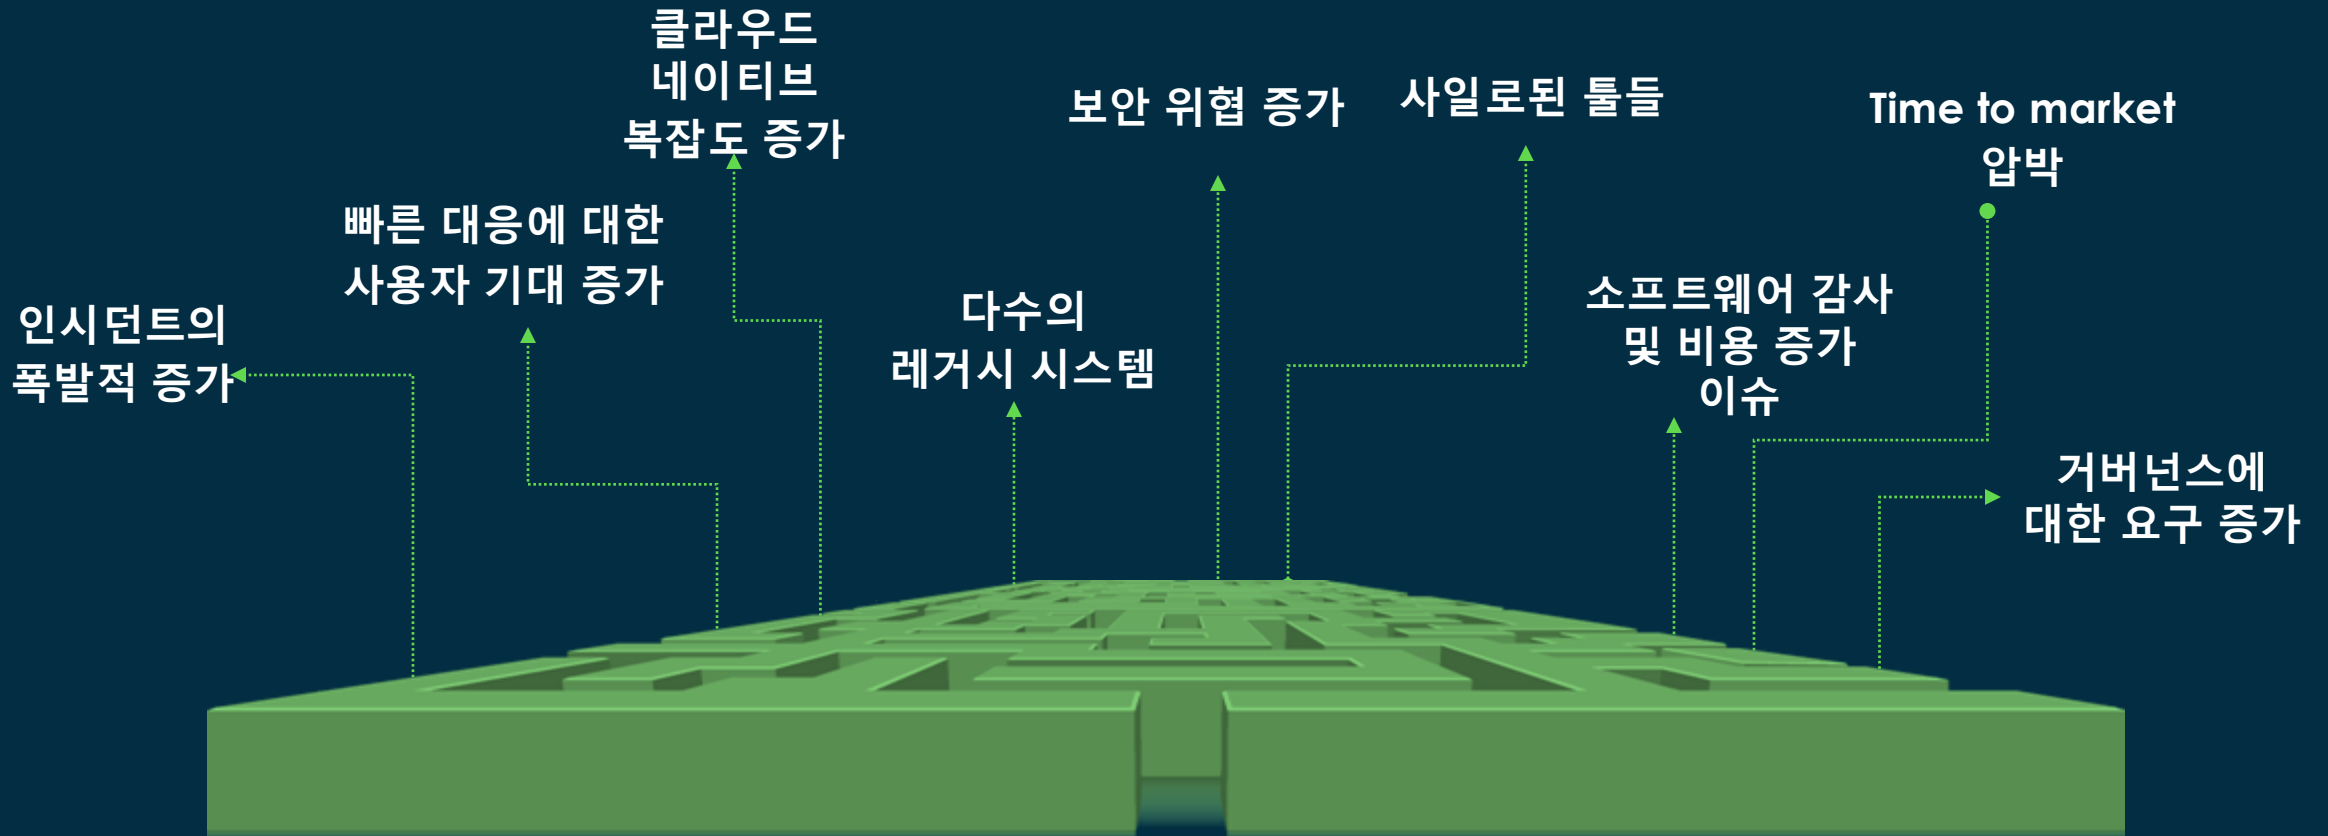 인시던트의
폭발적 증가
빠른 대응에 대한
사용자 기대 증가
클라우드
네이티브
복잡도 증가
다수의
레거시 시스템
보안 위협 증가
사일로된 툴들
소프트웨어 감사
및 비용 증가
이슈
Time to market
압박
거버넌스에
대한 요구 증가